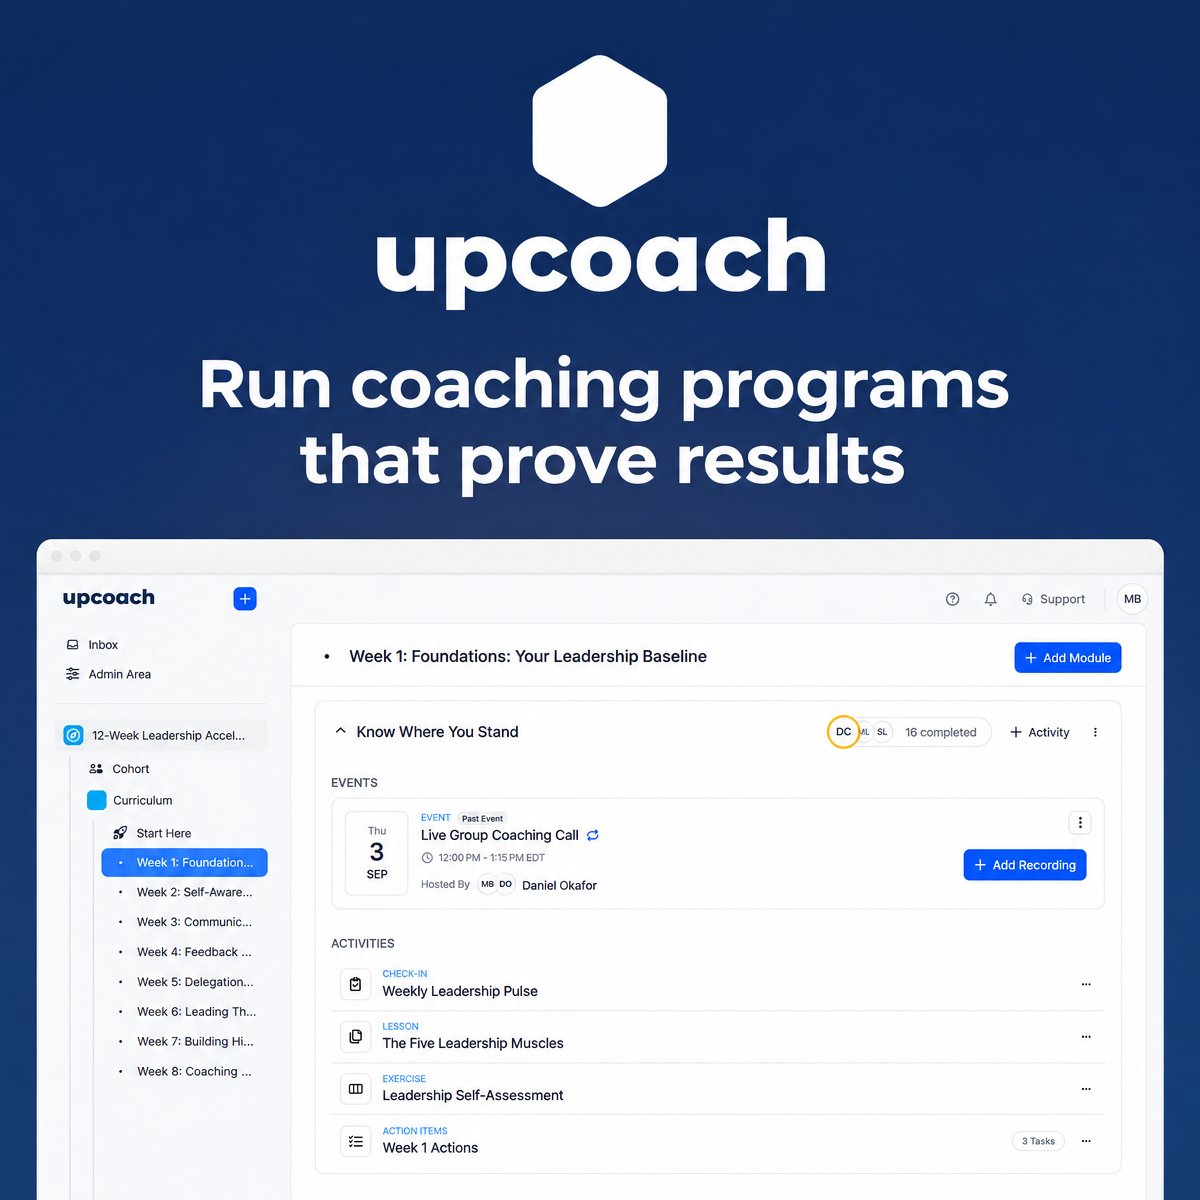 upcoach
Run coaching programs
that prove results
upcoach
Support
MB
Inbox
Admin Area
12-Week Leadership Accel...
Cohort
Curriculum
Start Here
Week 1: Foundation...
Week 2: Self-Aware...
Week 3: Communic...
Week 4: Feedback ...
Week 5: Delegation...
Week 6: Leading Th...
Week 7: Building Hi...
Week 8: Coaching ...
• Week 1: Foundations: Your Leadership Baseline
+ Add Module
Know Where You Stand
DC ML SL 16 completed
+ Activity
EVENTS
Thu
3
SEP
EVENT Past Event
Live Group Coaching Call
12:00 PM - 1:15 PM EDT
Hosted By MB DO Daniel Okafor
+ Add Recording
ACTIVITIES
CHECK-IN
Weekly Leadership Pulse
LESSON
The Five Leadership Muscles
EXERCISE
Leadership Self-Assessment
ACTION ITEMS
Week 1 Actions
3 Tasks